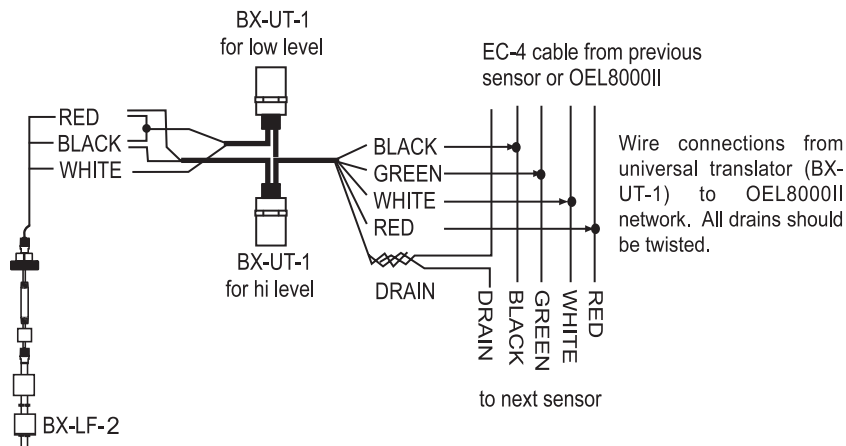 BX-UT-1
for low level
EC-4 cable from previous
sensor or OEL8000II
RED
BLACK
WHITE
BLACK
GREEN
WHITE
RED
DRAIN
Wire connections from
universal translator (BX-
UT-1) to OEL8000II
network. All drains should
be twisted.
BX-UT-1
for hi level
DRAIN
BLACK
GREEN
WHITE
RED
to next sensor
BX-LF-2